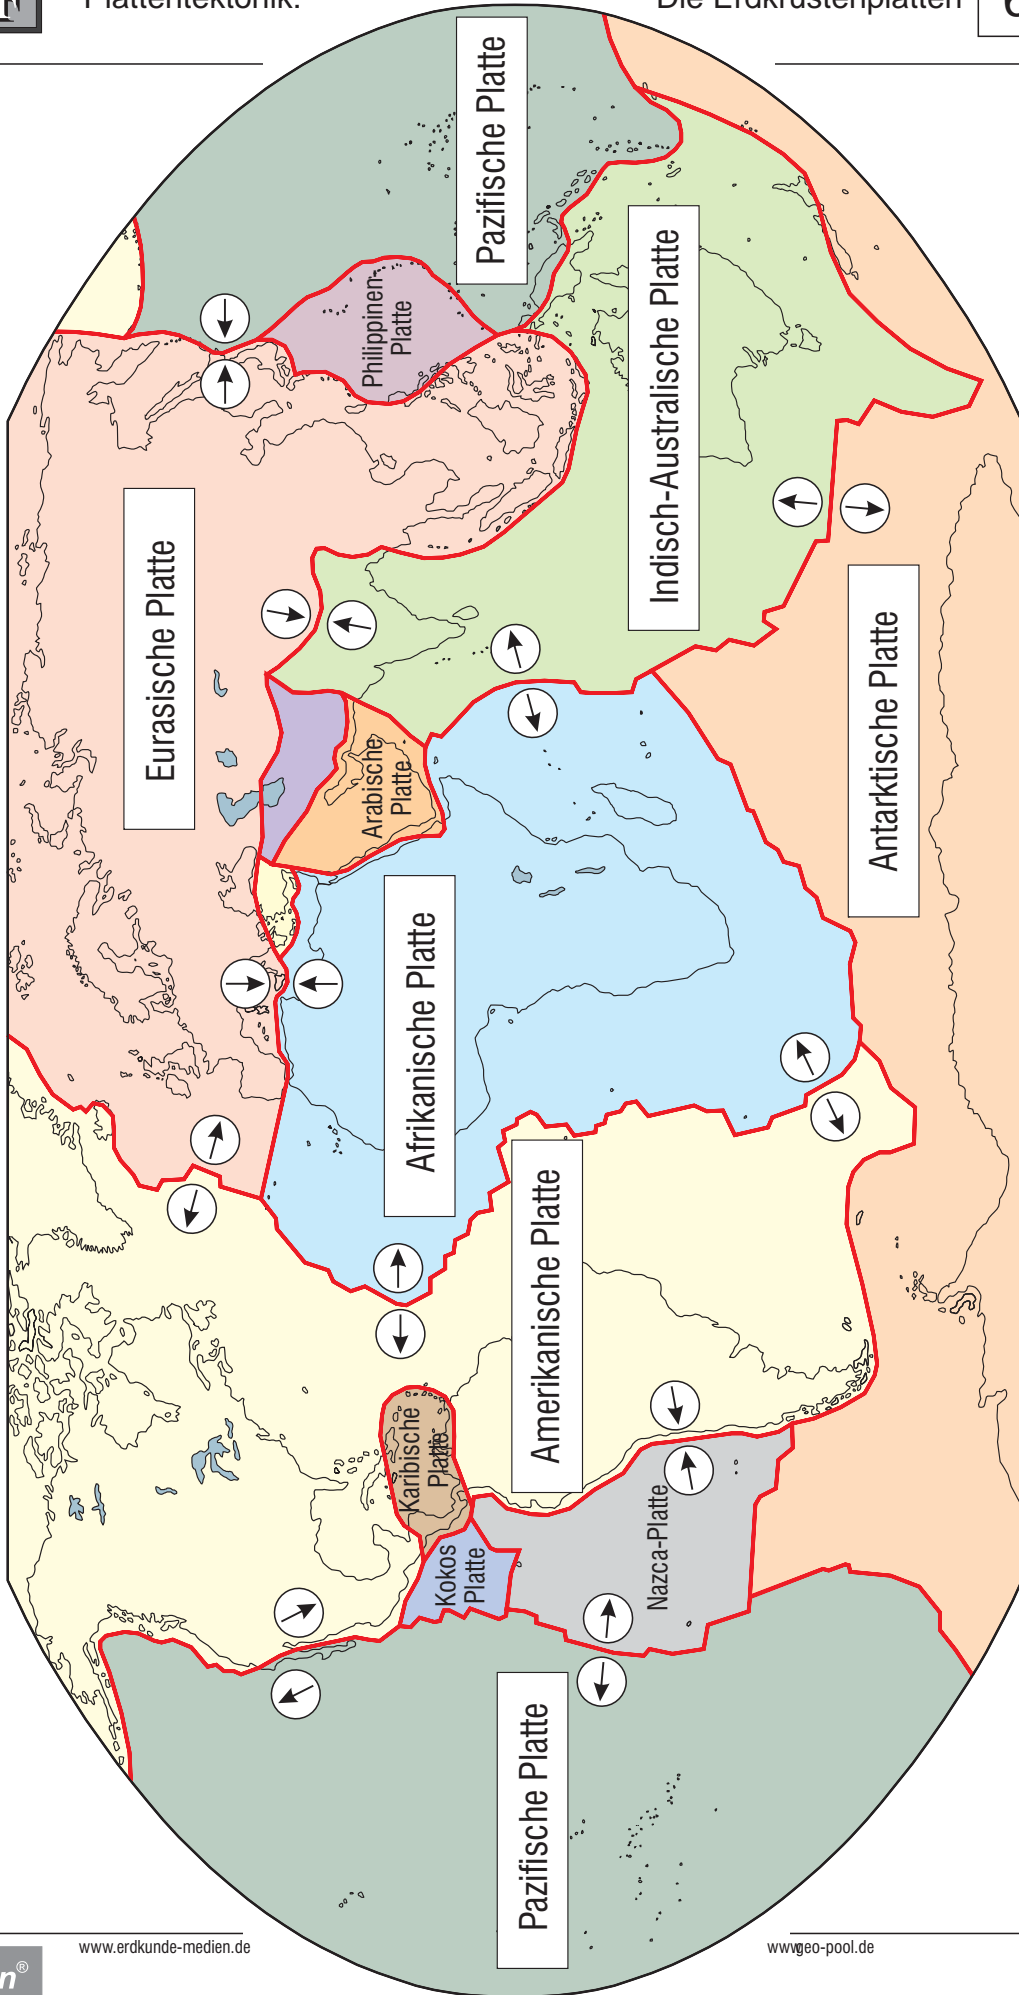 Plattentektonik:
Die Erdkrustenplatten
Pazifische Platte
Philippinen-
Platte
Indisch-Australische Platte
Eurasische Platte
Arabische
Platte
Antarktische Platte
Afrikanische Platte
Amerikanische Platte
Karibische
Platte
Kokos
Platte
Nazca-Platte
Pazifische Platte
www.erdkunde-medien.de
www.geo-pool.de